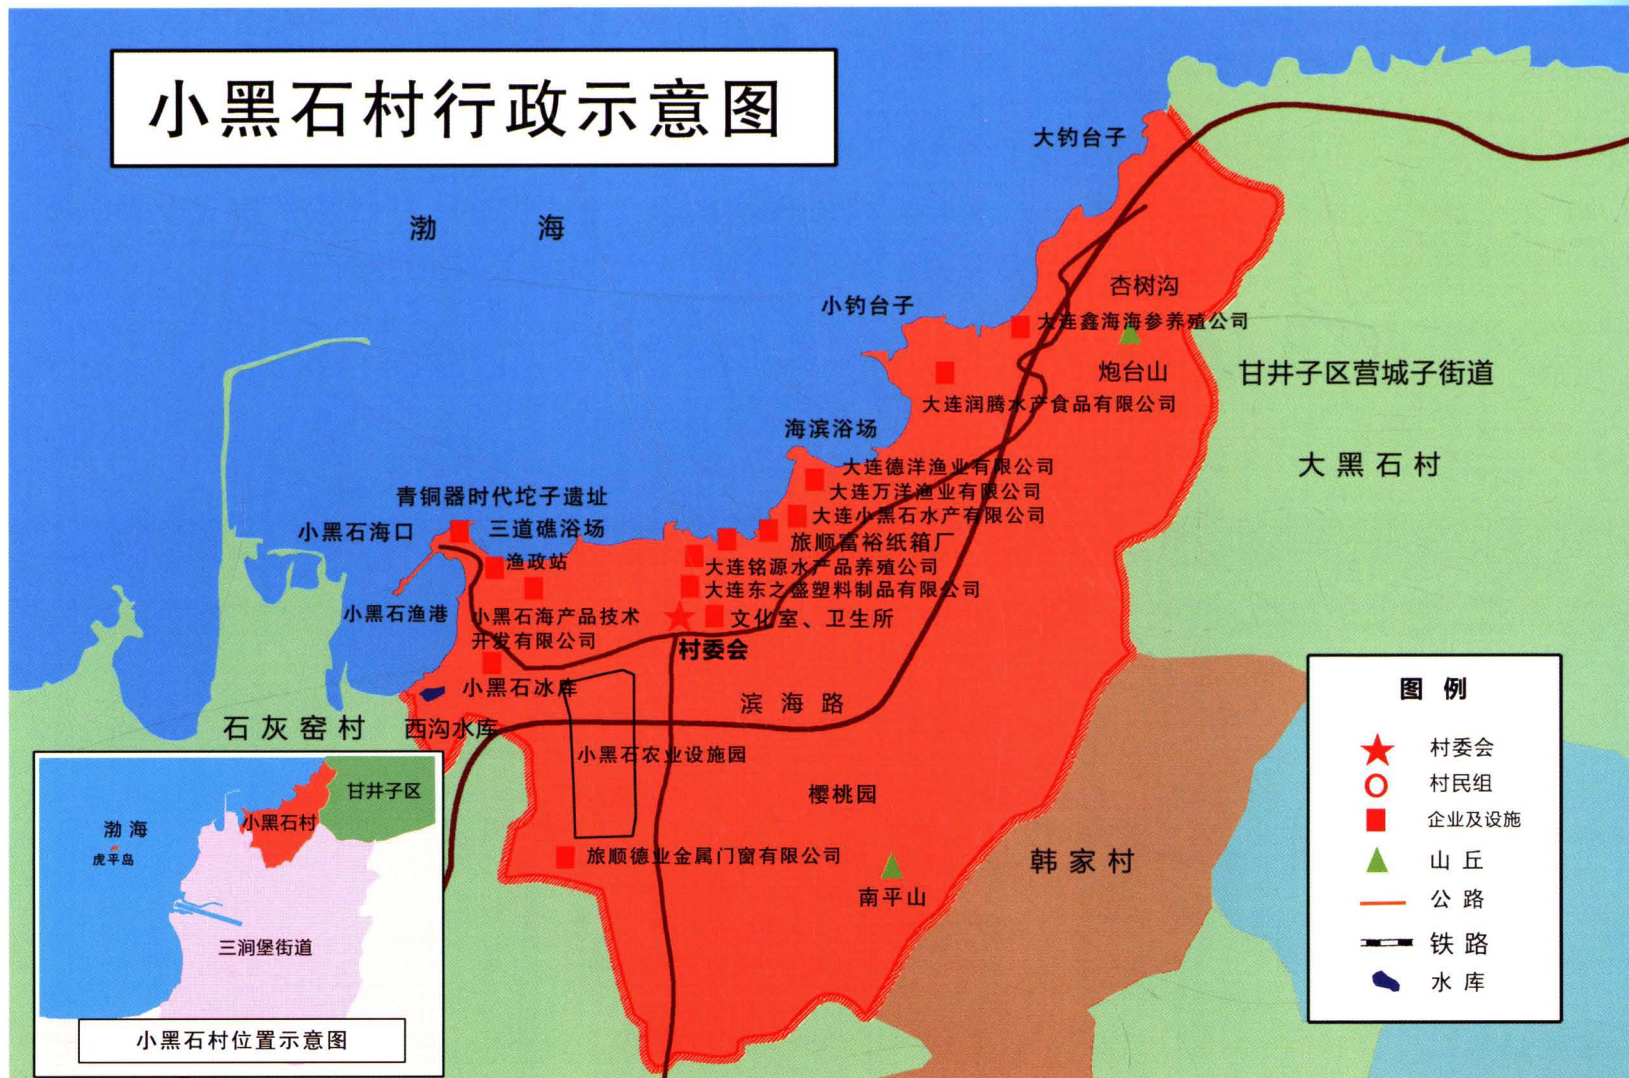 小黑石村行政示意图
渤海
大钓台子
杏树沟
小钓台子
大连鑫海海参养殖公司
炮台山
甘井子区营城子街道
大连润腾水产食品有限公司
海滨浴场
大黑石村
大连德洋渔业有限公司
大连万洋渔业有限公司
青铜器时代坨子遗址
大连小黑石水产有限公司
小黑石海口
三道礁浴场
旅顺富裕纸箱厂
渔政站
大连铭源水产品养殖公司
大连东之盛塑料制品有限公司
小黑石渔港
小黑石海产品技术
开发有限公司
文化室、卫生所
村委会
小黑石冰库
滨海路
石灰窑村
西沟水库
小黑石农业设施园
樱桃园
旅顺德业金属门窗有限公司
韩家村
南平山
图例
村委会
村民组
企业及设施
山丘
公路
铁路
水库
甘井子区
小黑石村
渤海
虎平岛
三涧堡街道
小黑石村位置示意图